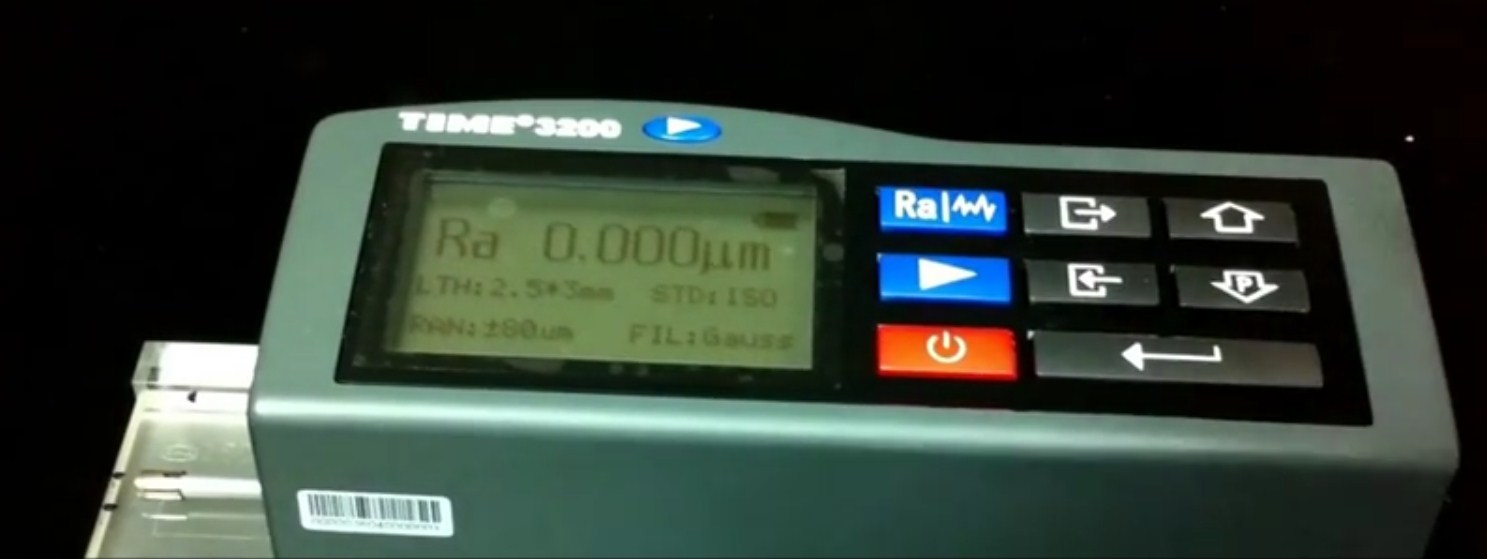 TIME®3200
Ra 0.000µm
LTH:2.5*3mm STD:ISO
RAN:±80um FIL:Gauss
Ra
P